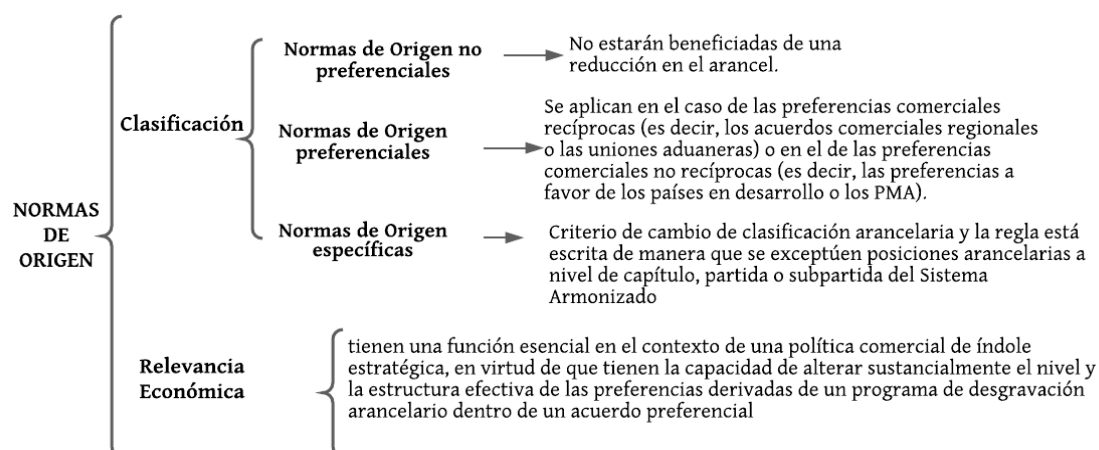 NORMAS
DE
ORIGEN
Clasificación
Normas de Origen no
preferenciales
No estarán beneficiadas de una
reducción en el arancel.
Normas de Origen
preferenciales
Se aplican en el caso de las preferencias comerciales
recíprocas (es decir, los acuerdos comerciales regionales
o las uniones aduaneras) o en el de las preferencias
comerciales no recíprocas (es decir, las preferencias a
favor de los países en desarrollo o los PMA).
Normas de Origen
específicas
Criterio de cambio de clasificación arancelaria y la regla está
escrita de manera que se exceptúen posiciones arancelarias a
nivel de capítulo, partida o subpartida del Sistema
Armonizado
Relevancia
Económica
tienen una función esencial en el contexto de una política comercial de índole
estratégica, en virtud de que tienen la capacidad de alterar sustancialmente el nivel y
la estructura efectiva de las preferencias derivadas de un programa de desgravación
arancelario dentro de un acuerdo preferencial